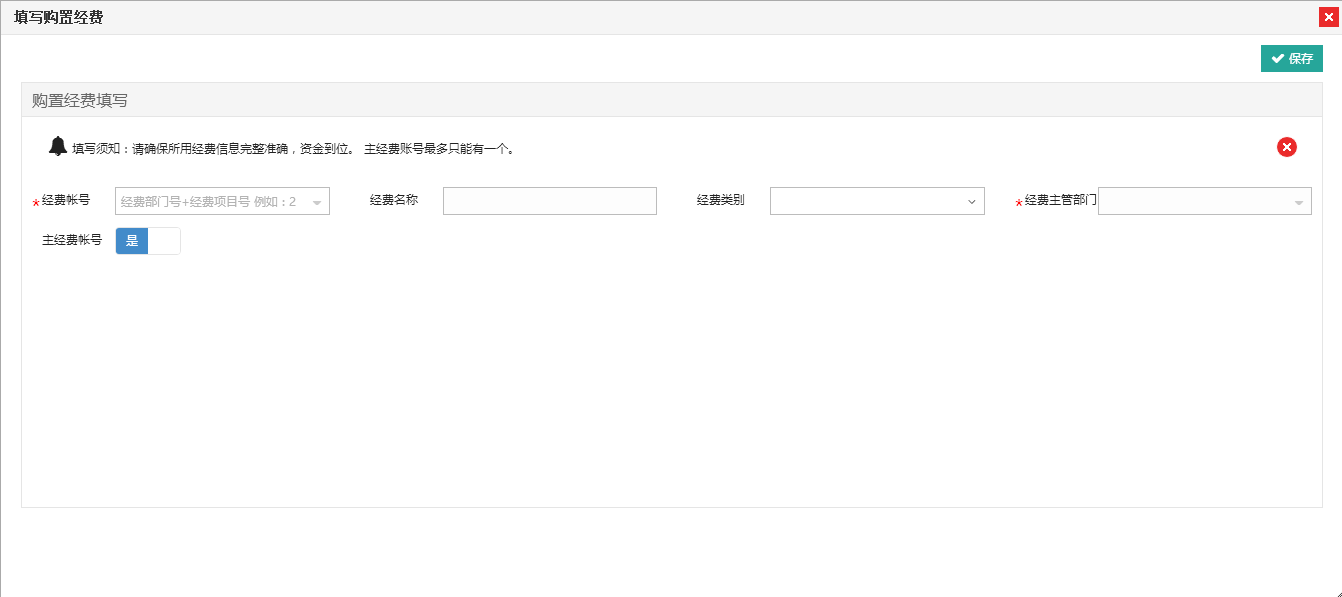 填写购置经费
保存
购置经费填写
填写须知：请确保所用经费信息完整准确，资金到位。 主经费账号最多只能有一个。
*经费帐号 经费部门号+经费项目号 例如：2 经费名称 经费类别 *经费主管部门
主经费帐号 是